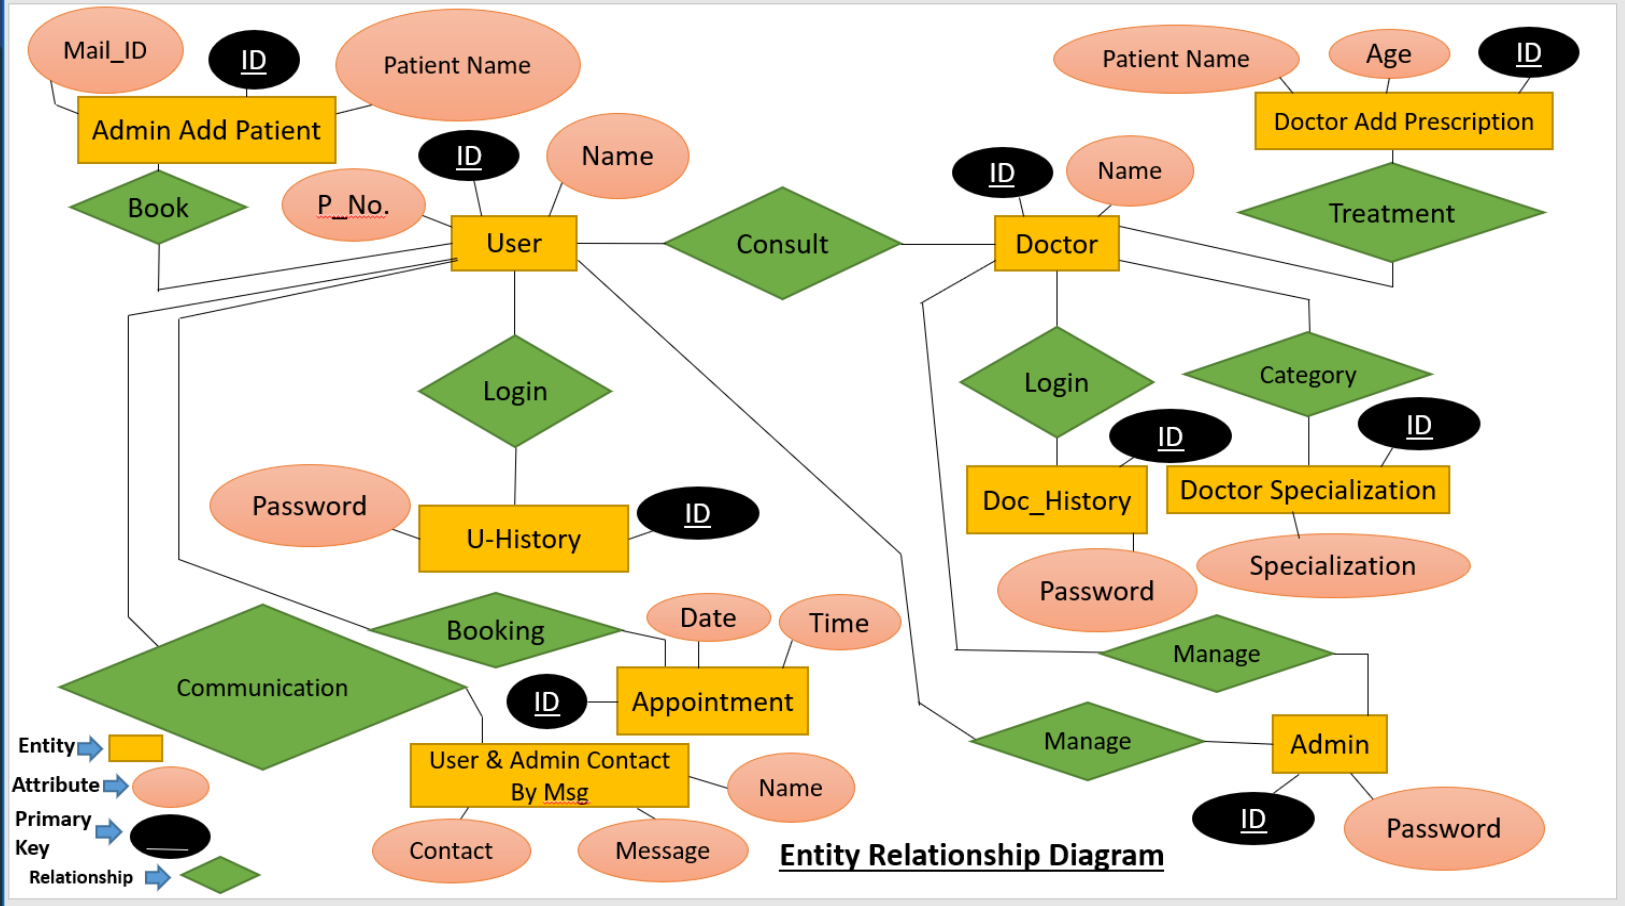 Mail_ID
ID
Patient Name
Admin Add Patient
Book
P_No.
ID
Name
User
Consult
Patient Name
Age
ID
Doctor Add Prescription
Treatment
ID
Name
Doctor
Login
Login
Category
ID
ID
Doc_History
Doctor Specialization
Password
Specialization
Password
U-History
ID
Booking
Date
Time
ID
Appointment
Communication
User & Admin Contact
By Msg
Name
Contact
Message
Manage
Manage
Admin
ID
Password
Entity
Attribute
Primary
Key
Relationship
Entity Relationship Diagram